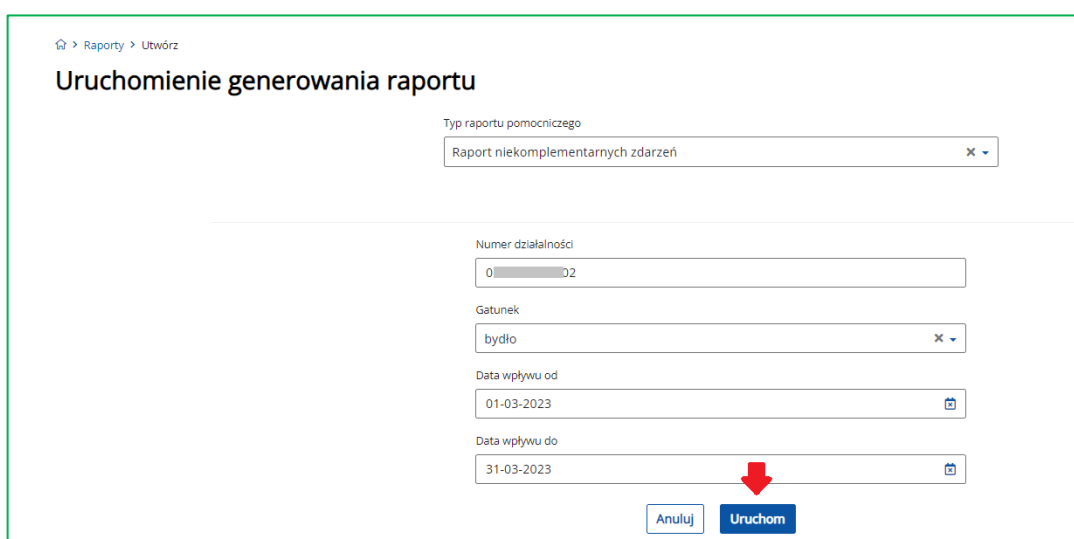 Raporty > Utwórz
Uruchomienie generowania raportu
Typ raportu pomocniczego
Raport niekomplementarnych zdarzeń
Numer działalności
0 02
Gatunek
bydło
Data wpływu od
01-03-2023
Data wpływu do
31-03-2023
Anuluj Uruchom